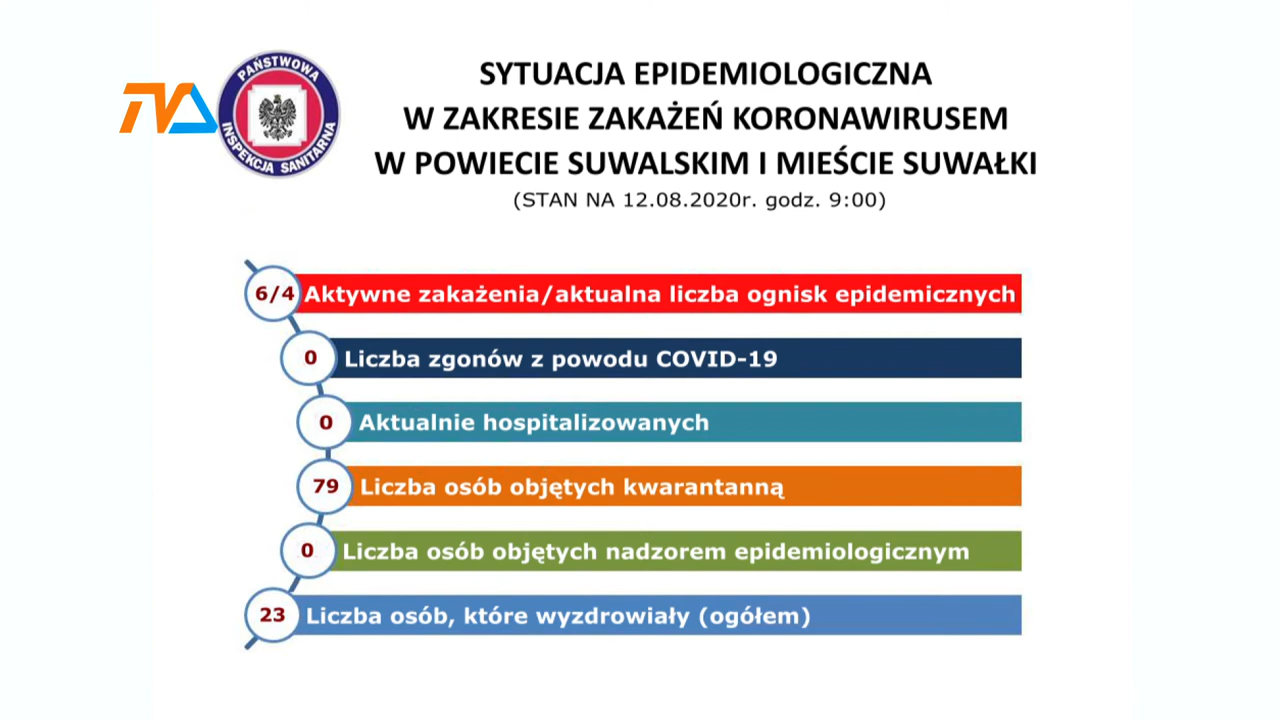 TVS
PAŃSTWOWA
INSPEKCJA SANITARNA
SYTUACJA EPIDEMIOLOGICZNA
W ZAKRESIE ZAKAŻEŃ KORONAWIRUSEM
W POWIECIE SUWALSKIM I MIEŚCIE SUWAŁKI
(STAN NA 12.08.2020r. godz. 9:00)
6/4 Aktywne zakażenia/aktualna liczba ognisk epidemicznych
0 Liczba zgonów z powodu COVID-19
0 Aktualnie hospitalizowanych
79 Liczba osób objętych kwarantanną
0 Liczba osób objętych nadzorem epidemiologicznym
23 Liczba osób, które wyzdrowiały (ogółem)